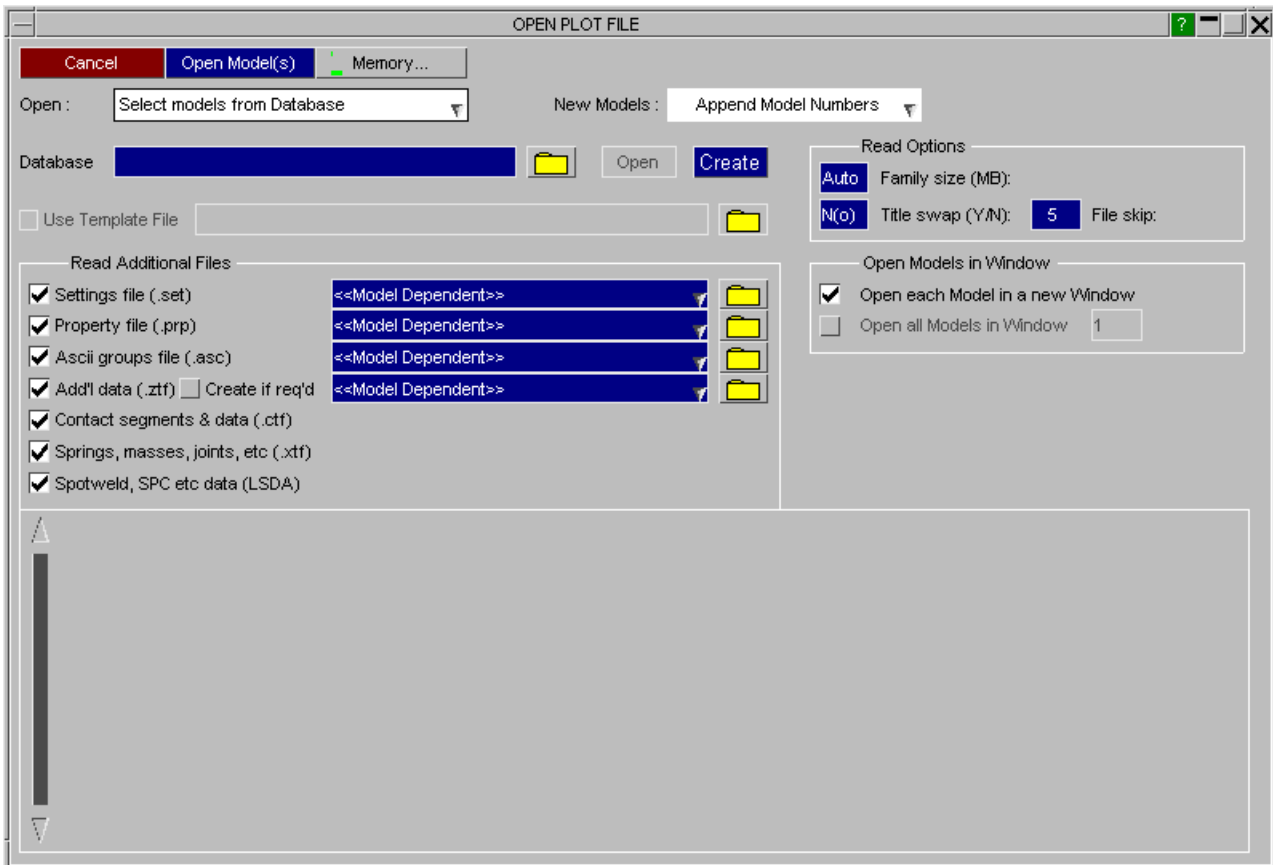 OPEN PLOT FILE ?
Cancel Open Model(s) Memory...
Open : Select models from Database New Models : Append Model Numbers
Database Open Create
Read Options
Auto Family size (MB):
N(o) Title swap (Y/N): 5 File skip:
Use Template File
Read Additional Files
Settings file (.set) <<Model Dependent>>
Property file (.prp) <<Model Dependent>>
Ascii groups file (.asc) <<Model Dependent>>
Add'l data (.ztf) Create if req'd <<Model Dependent>>
Contact segments & data (.ctf)
Springs, masses, joints, etc (.xtf)
Spotweld, SPC etc data (LSDA)
Open Models in Window
Open each Model in a new Window
Open all Models in Window 1